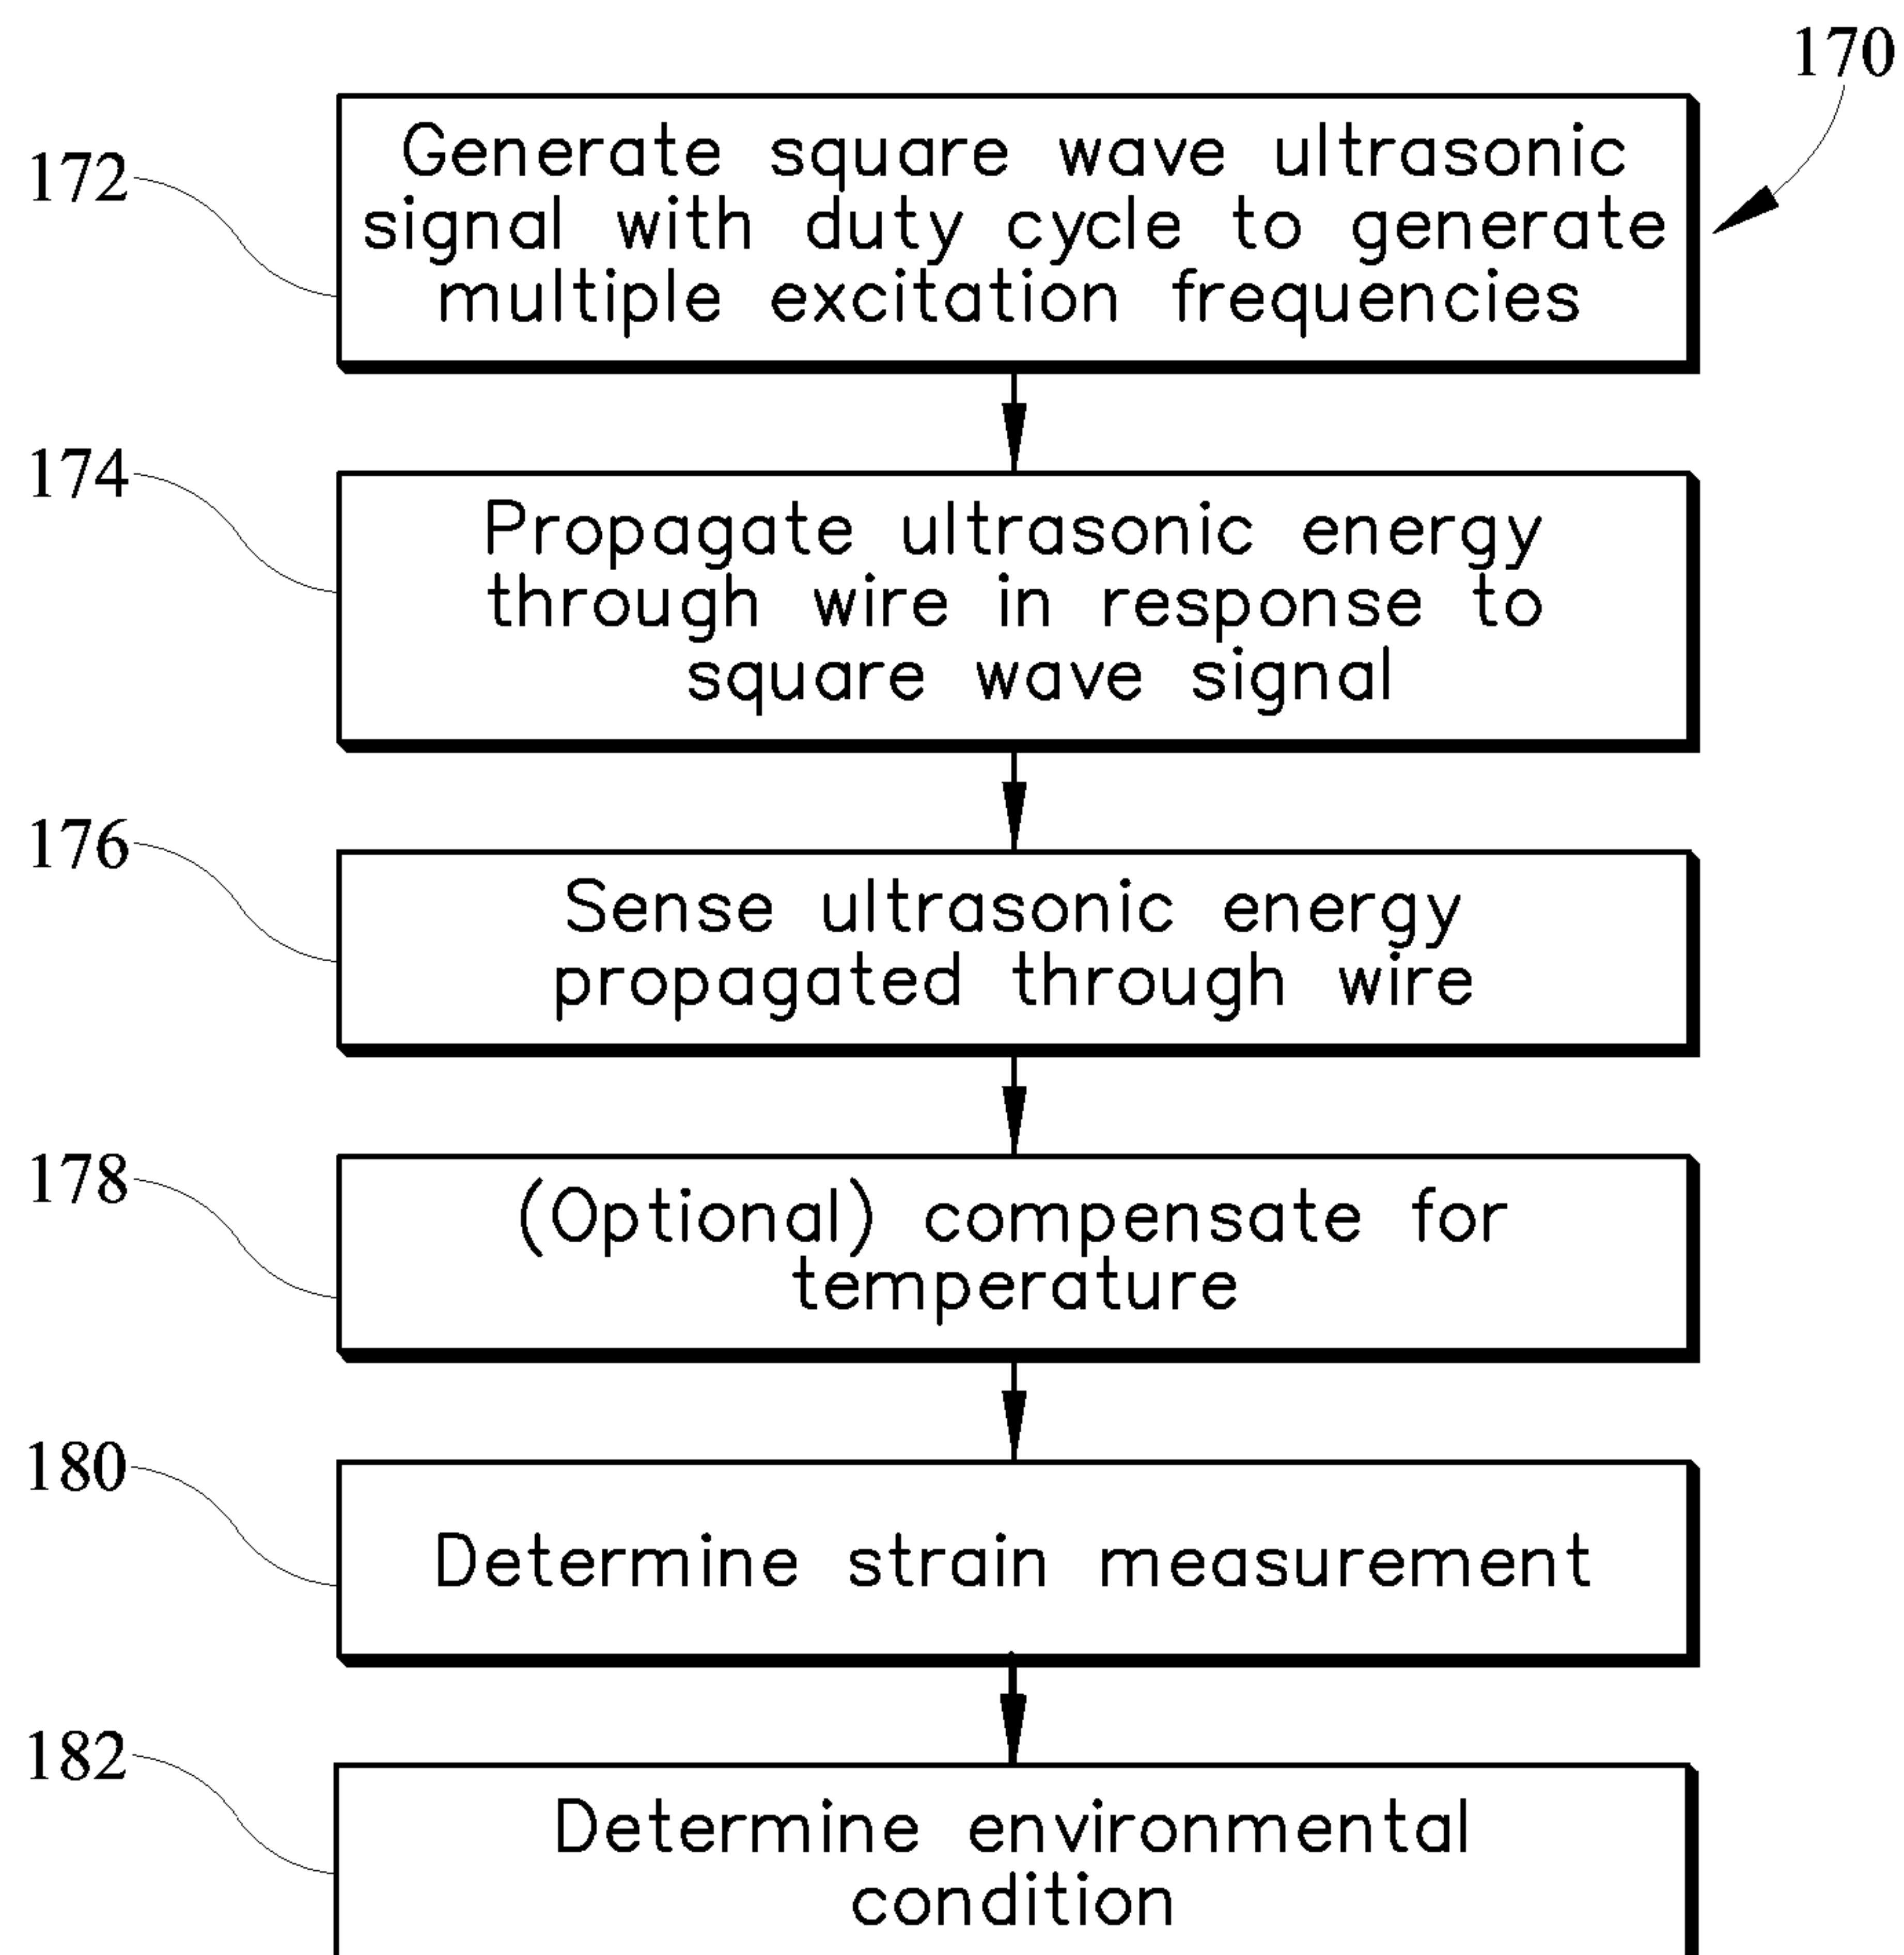 170
172
Generate square wave ultrasonic
signal with duty cycle to generate
multiple excitation frequencies
174
Propagate ultrasonic energy
through wire in response to
square wave signal
176
Sense ultrasonic energy
propagated through wire
178
(Optional) compensate for
temperature
180
Determine strain measurement
182
Determine environmental
condition